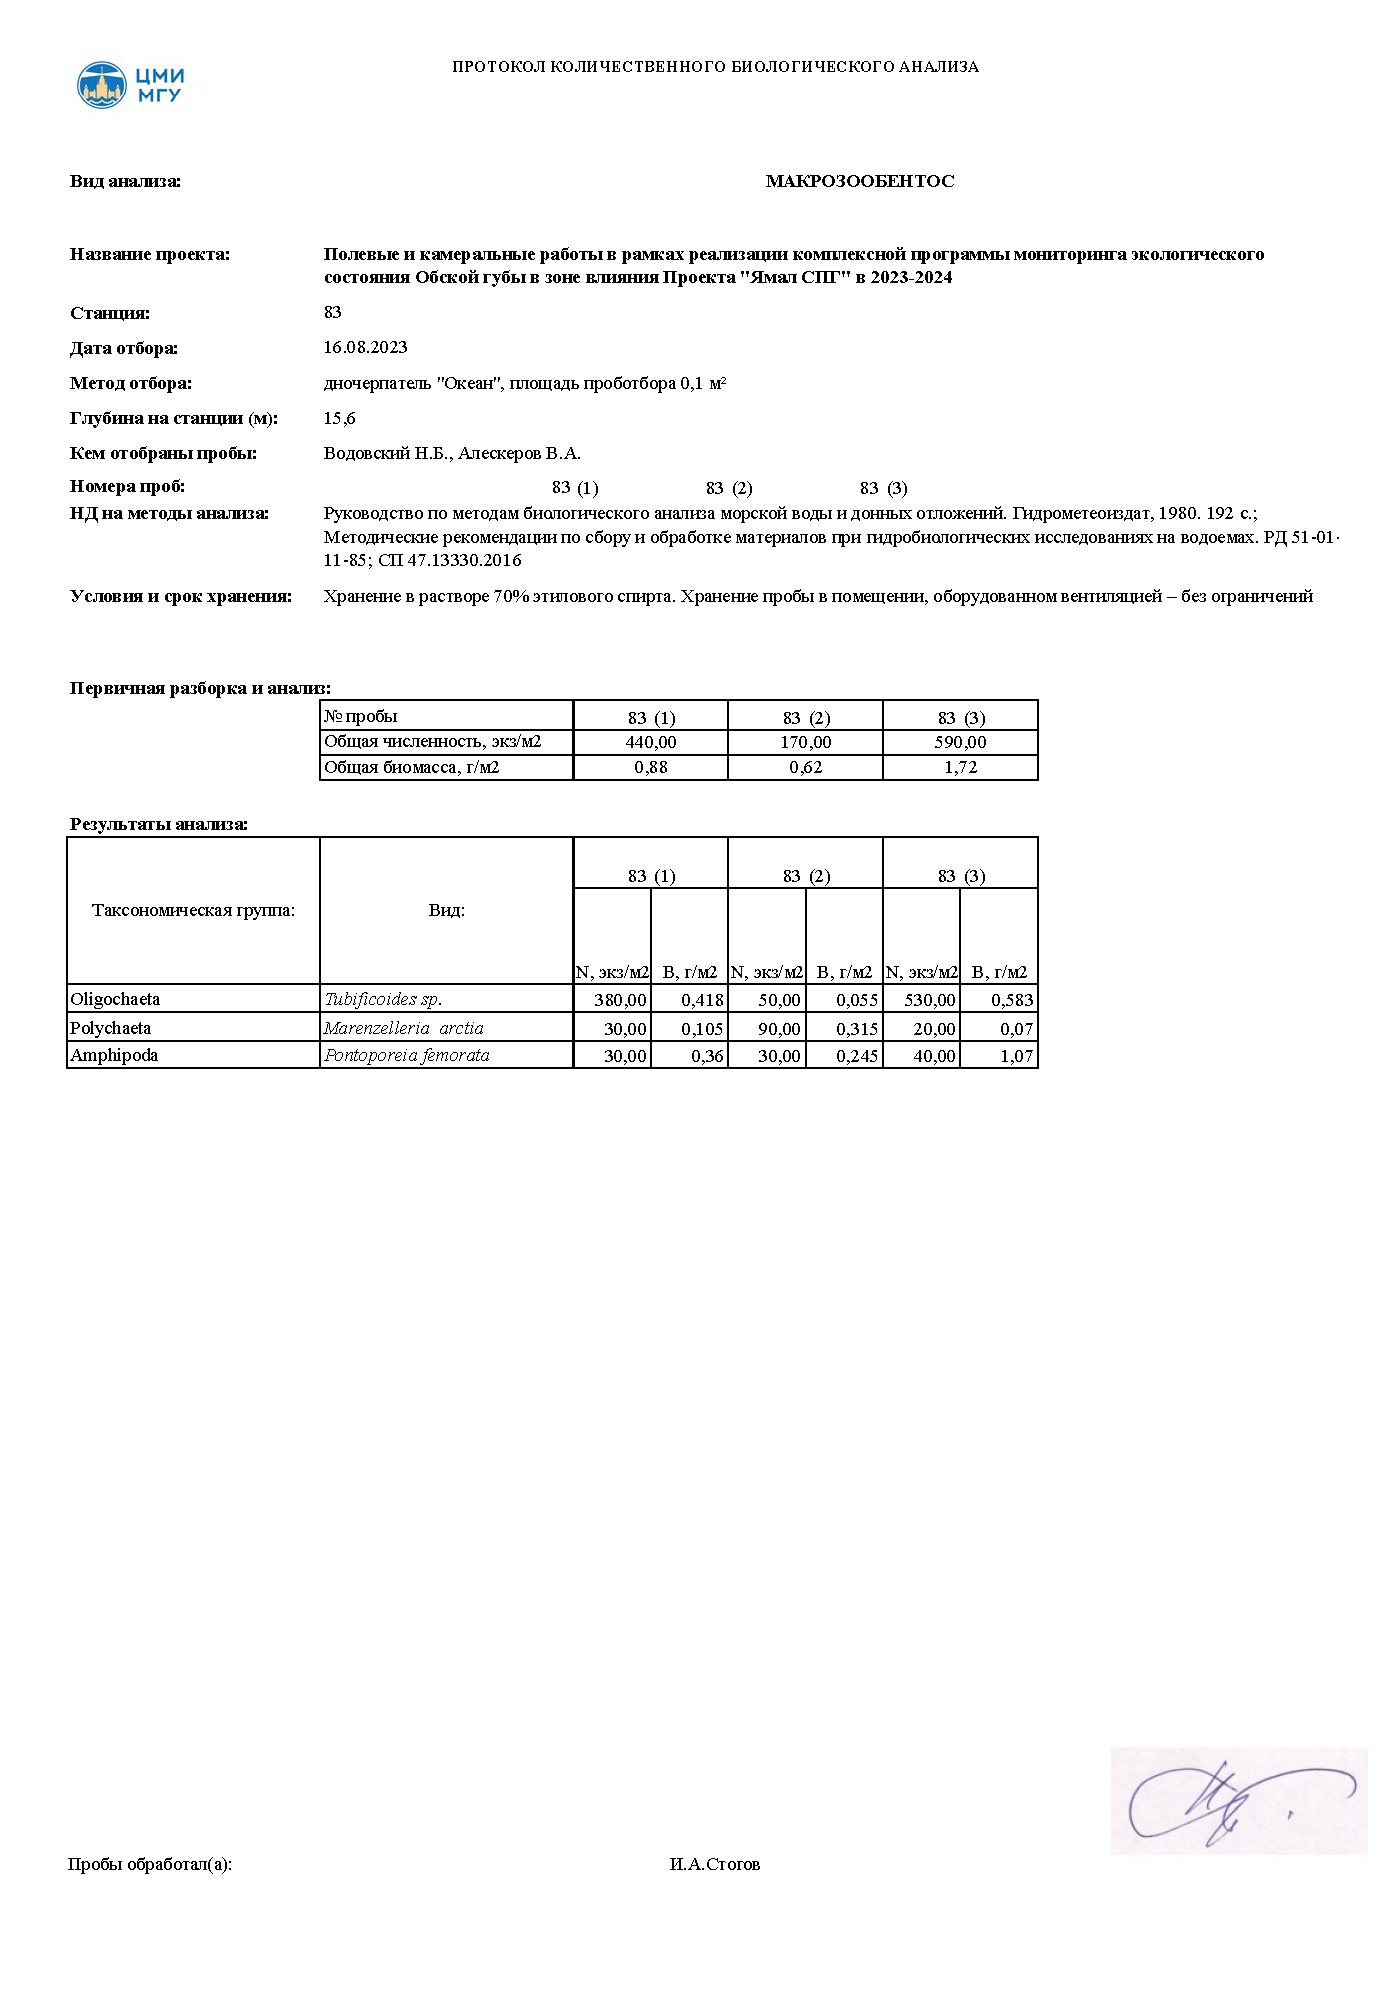 ЦМИ
МГУ
ПРОТОКОЛ КОЛИЧЕСТВЕННОГО БИОЛОГИЧЕСКОГО АНАЛИЗА
Вид анализа: МАКРОЗООБЕНТОС
Название проекта: Полевые и камеральные работы в рамках реализации комплексной программы мониторинга экологического
состояния Обской губы в зоне влияния Проекта "Ямал СПГ" в 2023-2024
Станция: 83
Дата отбора: 16.08.2023
Метод отбора: дночерпатель "Океан", площадь проботбора 0,1 м²
Глубина на станции (м): 15,6
Кем отобраны пробы: Водовский Н.Б., Алескеров В.А.
Номера проб: 83 (1) 83 (2) 83 (3)
НД на методы анализа: Руководство по методам биологического анализа морской воды и донных отложений. Гидрометеоиздат, 1980. 192 с.;
Методические рекомендации по сбору и обработке материалов при гидробиологических исследованиях на водоемах. РД 51-01-
11-85; СП 47.13330.2016
Условия и срок хранения: Хранение в растворе 70% этилового спирта. Хранение пробы в помещении, оборудованном вентиляцией – без ограничений
Первичная разборка и анализ:
№ пробы 83 (1) 83 (2) 83 (3)
Общая численность, экз/м2 440,00 170,00 590,00
Общая биомасса, г/м2 0,88 0,62 1,72
Результаты анализа:
Таксономическая группа: Вид: 83 (1) 83 (2) 83 (3)
N, экз/м2 B, г/м2 N, экз/м2 B, г/м2 N, экз/м2 B, г/м2
Oligochaeta Tubificoides sp. 380,00 0,418 50,00 0,055 530,00 0,583
Polychaeta Marenzelleria arctia 30,00 0,105 90,00 0,315 20,00 0,07
Amphipoda Pontoporeia femorata 30,00 0,36 30,00 0,245 40,00 1,07
Пробы обработал(а): И.А.Стогов